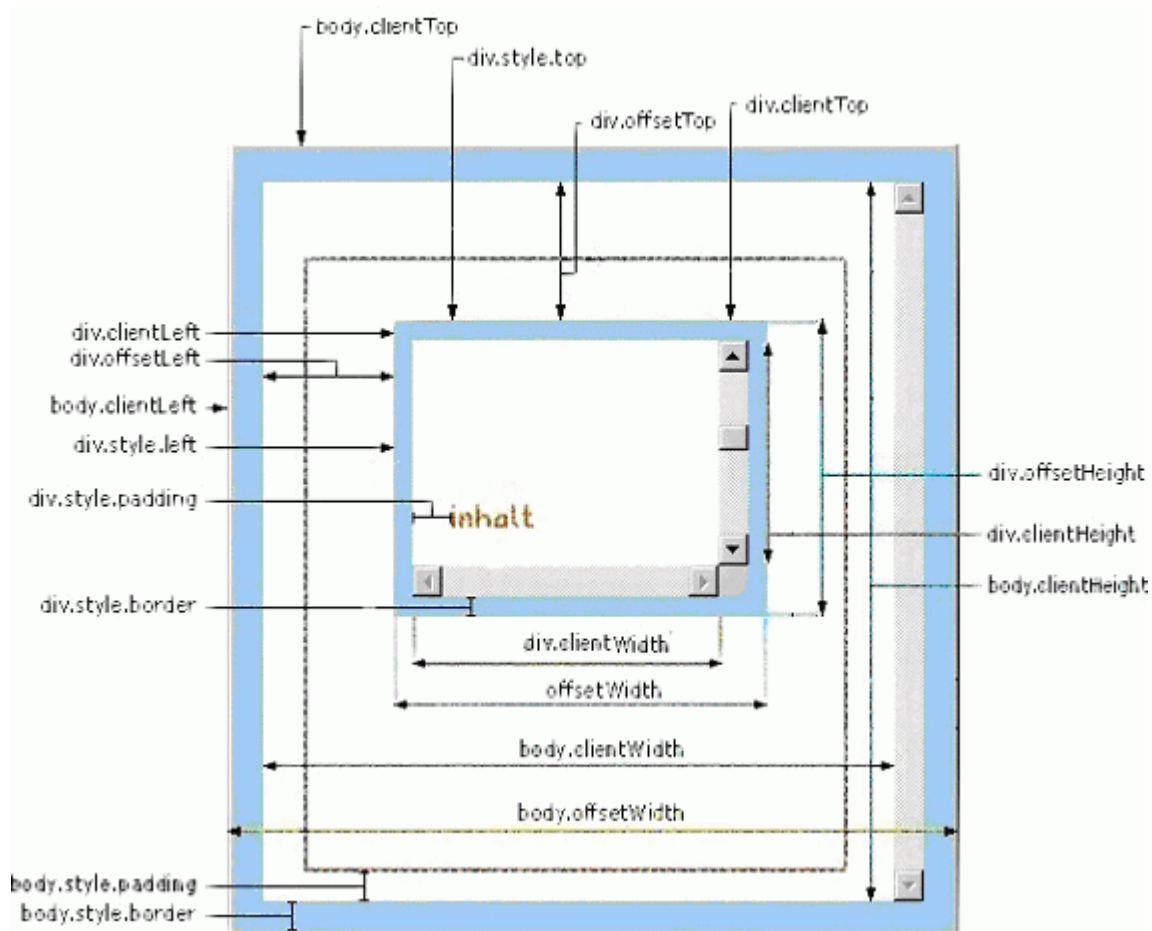 body.clientTop
div.style.top
div.clientTop
div.offsetTop
div.clientLeft
div.offsetLeft
body.clientLeft
div.style.left
div.style.padding
inhalt
div.offsetHeight
div.clientHeight
body.clientHeight
div.style.border
div.clientWidth
offsetWidth
body.clientWidth
body.offsetWidth
body.style.padding
body.style.border